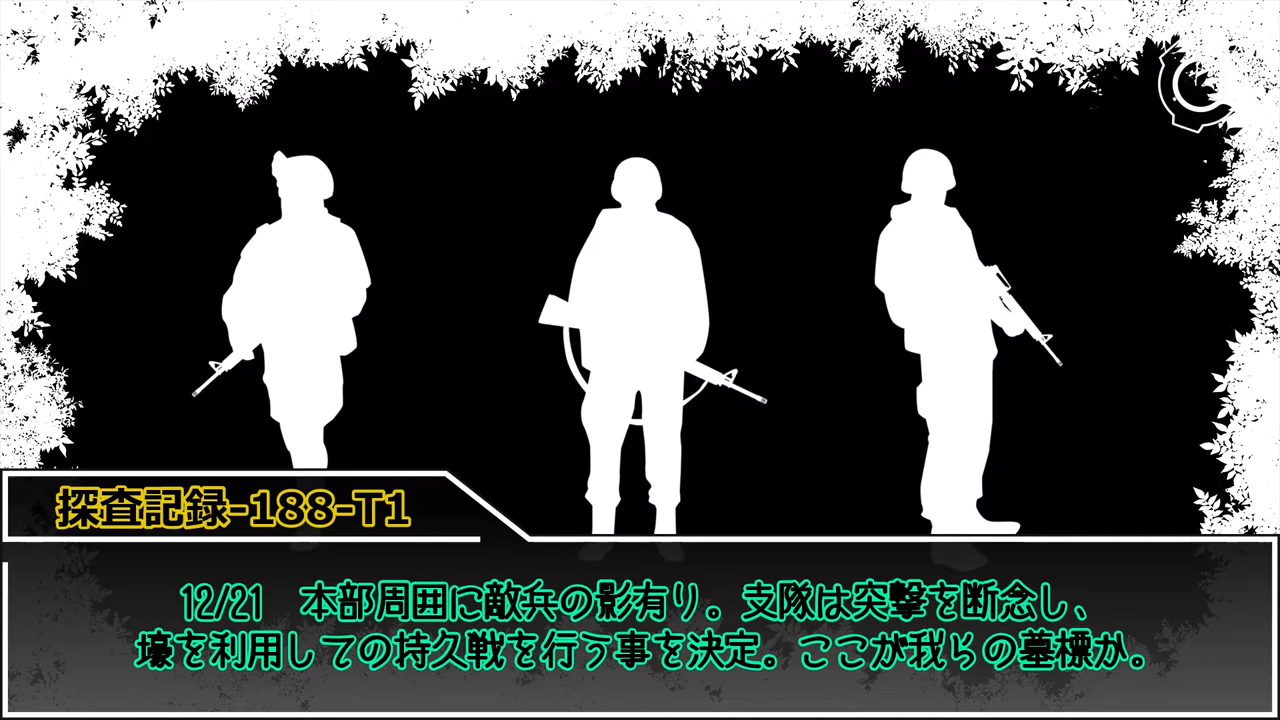 探査記録-188-T1
12/21　本部周囲に敵兵の影有り。支隊は突撃を断念し、
壕を利用しての持久戦を行う事を決定。ここが我らの墓標か。